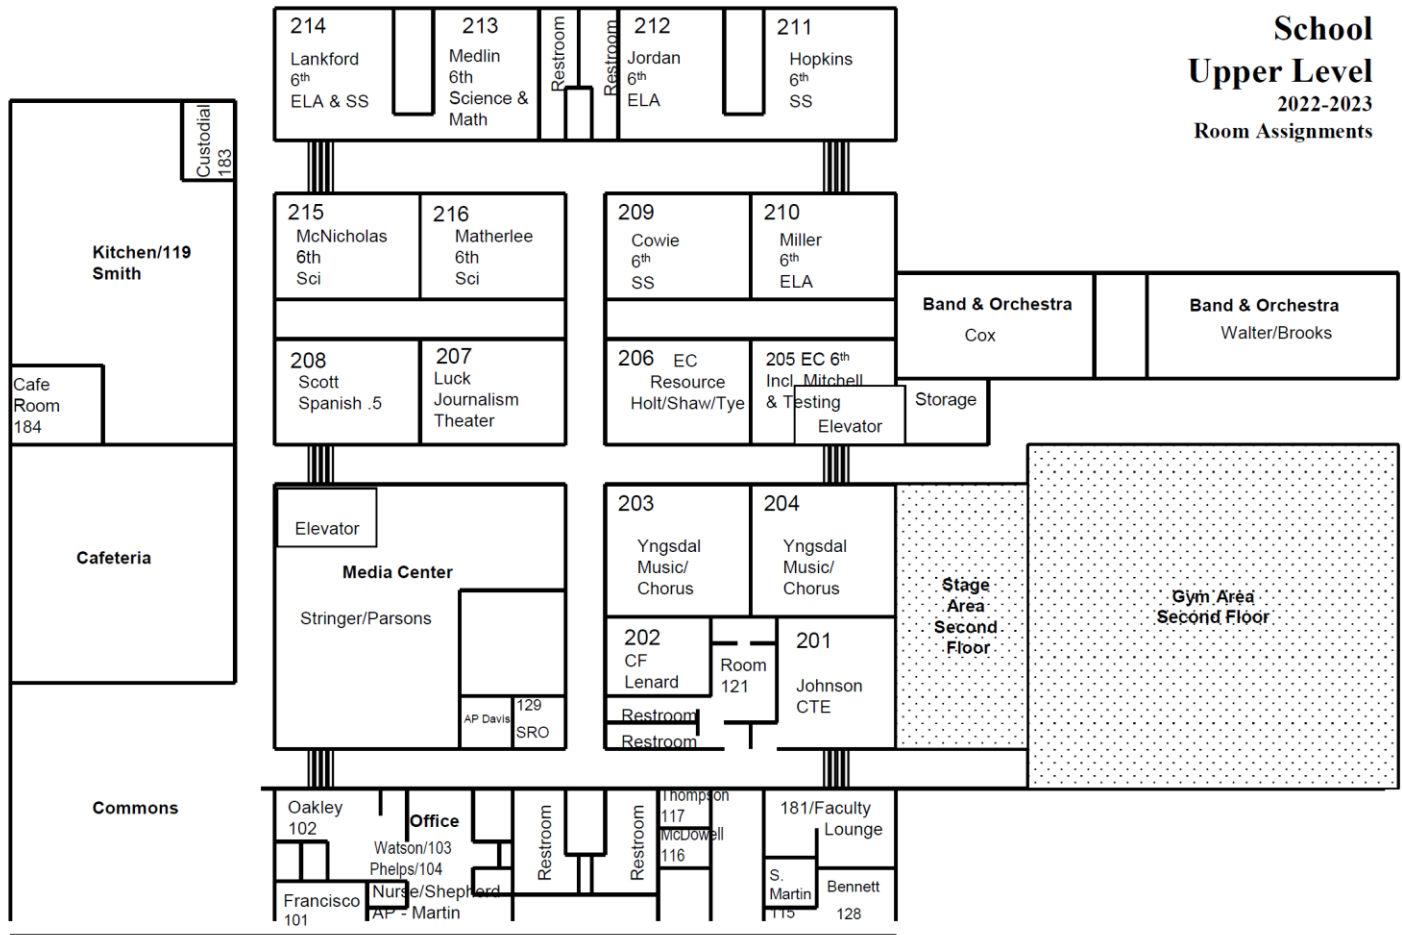 School
Upper Level
2022-2023
Room Assignments
214
Lankford
6th
ELA & SS
213
Medlin
6th
Science &
Math
Restroom
Restroom
212
Jordan
6th
ELA
211
Hopkins
6th
SS
Custodial
183
Kitchen/119
Smith
Cafe
Room
184
Cafeteria
Commons
215
McNicholas
6th
Sci
216
Matherlee
6th
Sci
209
Cowie
6th
SS
210
Miller
6th
ELA
Band & Orchestra
Cox
Band & Orchestra
Walter/Brooks
208
Scott
Spanish .5
207
Luck
Journalism
Theater
206 EC
Resource
Holt/Shaw/Tye
205 EC 6th
Incl. Mitchell
& Testing
Elevator
Storage
Elevator
Media Center
Stringer/Parsons
AP Davis
129
SRO
203
Yngsdal
Music/
Chorus
204
Yngsdal
Music/
Chorus
202
CF
Lenard
Room
121
201
Johnson
CTE
Restroom
Restroom
Stage
Area
Second
Floor
Gym Area
Second Floor
Oakley
102
Office
Watson/103
Phelps/104
Nurse/Shepherd
AP - Martin
Francisco
101
Restroom
Restroom
Thompson
117
McDowell
116
181/Faculty
Lounge
S.
Martin
115
Bennett
128